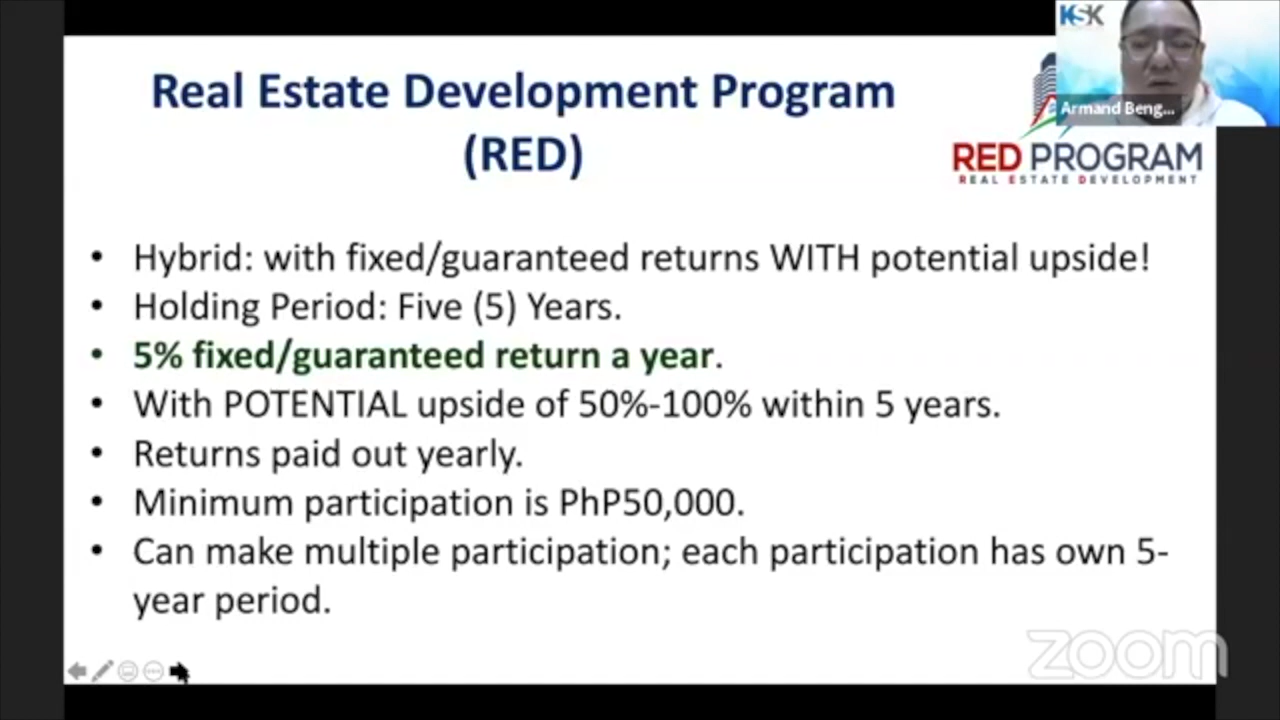 KSK
Armand Beng...
Real Estate Development Program
(RED)
RED PROGRAM
REAL ESTATE DEVELOPMENT
• Hybrid: with fixed/guaranteed returns WITH potential upside!
• Holding Period: Five (5) Years.
• 5% fixed/guaranteed return a year.
• With POTENTIAL upside of 50%-100% within 5 years.
• Returns paid out yearly.
• Minimum participation is PhP50,000.
• Can make multiple participation; each participation has own 5-
year period.
zoom